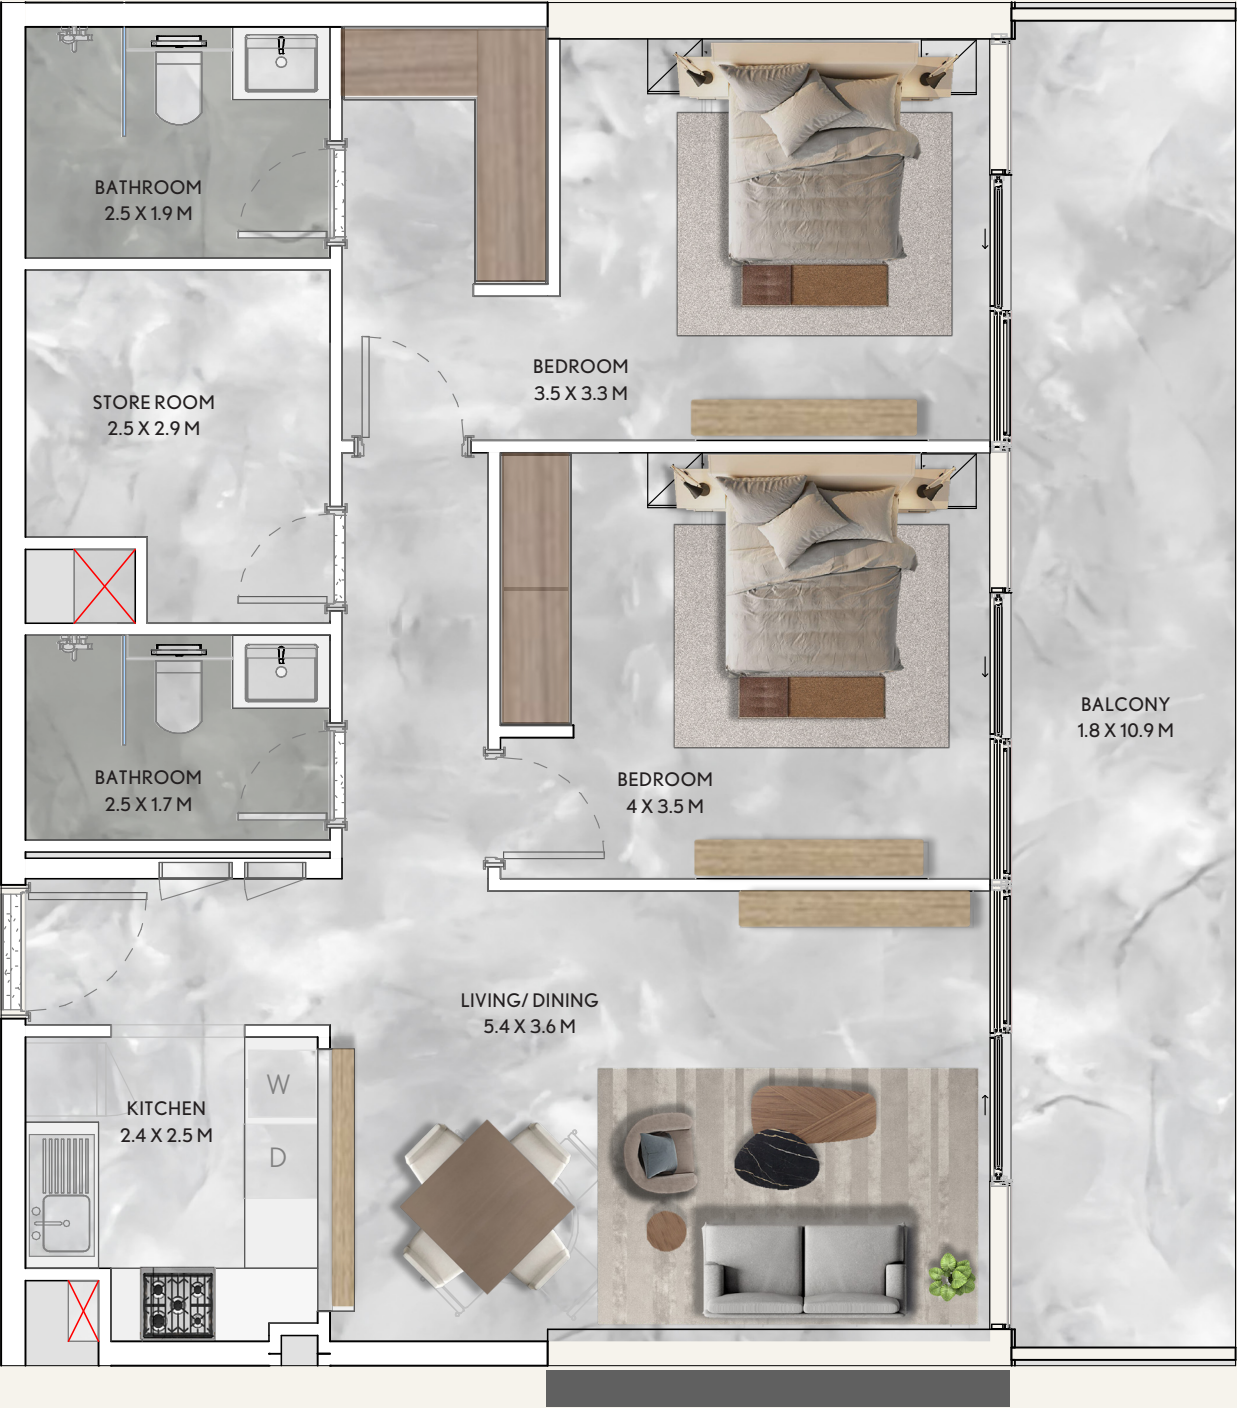 BATHROOM
2.5 X 1.9 M
BEDROOM
3.5 X 3.3 M
STORE ROOM
2.5 X 2.9 M
BALCONY
1.8 X 10.9 M
BATHROOM
2.5 X 1.7 M
BEDROOM
4 X 3.5 M
LIVING/ DINING
5.4 X 3.6 M
W
KITCHEN
2.4 X 2.5 M
D